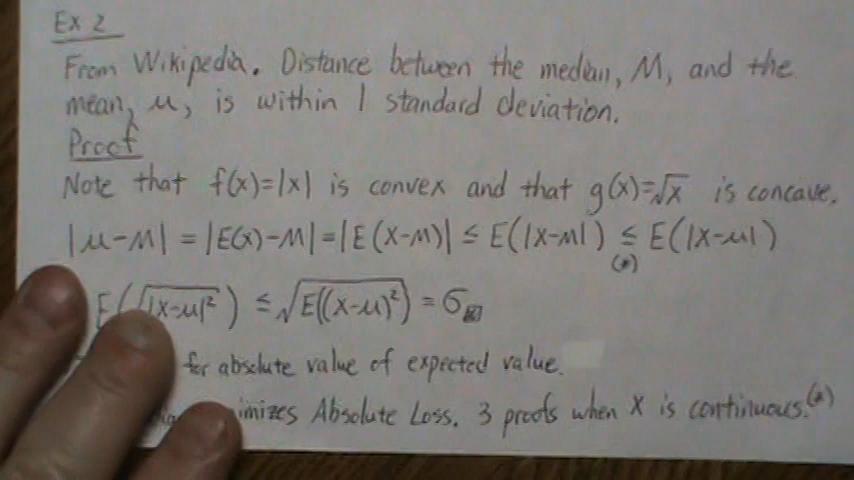 Ex 2
From Wikipedia. Distance between the median, M, and the
mean, μ, is within 1 standard deviation.
Proof
Note that f(x)=|x| is convex and that g(x)=√x is concave.
|μ-M| = |E(X)-M| = |E(X-M)| ≤ E(|X-M|) ≤ E(|X-μ|)
(*)
E(√|X-μ|²) ≤ √E((X-μ)²) = σ
for absolute value of expected value.
imizes Absolute Loss. 3 proofs when X is continuous.(*)